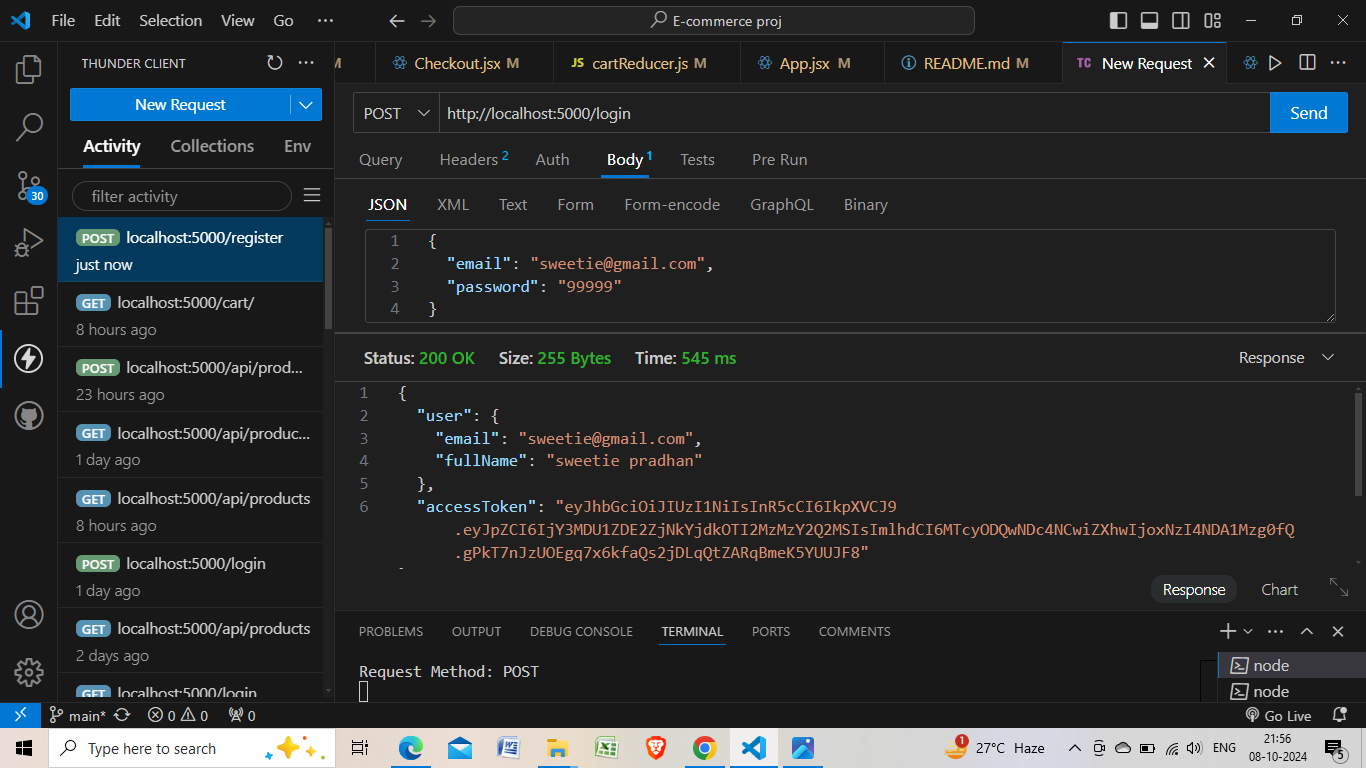 File Edit Selection View Go ··· E-commerce proj
THUNDER CLIENT
New Request
Activity Collections Env
filter activity
POST localhost:5000/register
just now
GET localhost:5000/cart/
8 hours ago
POST localhost:5000/api/prod...
23 hours ago
GET localhost:5000/api/produc...
1 day ago
GET localhost:5000/api/products
8 hours ago
POST localhost:5000/login
1 day ago
GET localhost:5000/api/products
2 days ago
GET localhost:5000/login
30
M Checkout.jsx M JS cartReducer.js M App.jsx M README.md M TC New Request
POST http://localhost:5000/login Send
Query Headers 2 Auth Body 1 Tests Pre Run
JSON XML Text Form Form-encode GraphQL Binary
1 {
2 "email": "sweetie@gmail.com",
3 "password": "99999"
4 }
Status: 200 OK Size: 255 Bytes Time: 545 ms Response
1 {
2 "user": {
3 "email": "sweetie@gmail.com",
4 "fullName": "sweetie pradhan"
5 },
6 "accessToken": "eyJhbGciOiJIUzI1NiIsInR5cCI6IkpXVCJ9
.eyJpZCI6IjY3MDU1ZDE2ZjNkYjdkOTI2MzMzY2Q2MSIsImlhdCI6MTcyODQwNDc4NCwiZXhwIjoxNzI4NDA1Mzg0fQ
.gPkT7nJzUOEgq7x6kfaQs2jDLqQtZARqBmeK5YUUJF8"
Response Chart
PROBLEMS OUTPUT DEBUG CONSOLE TERMINAL PORTS COMMENTS
Request Method: POST
node
node
main* 0 0 0 Go Live
Type here to search
1 27°C Haze ENG 21:56
08-10-2024 5